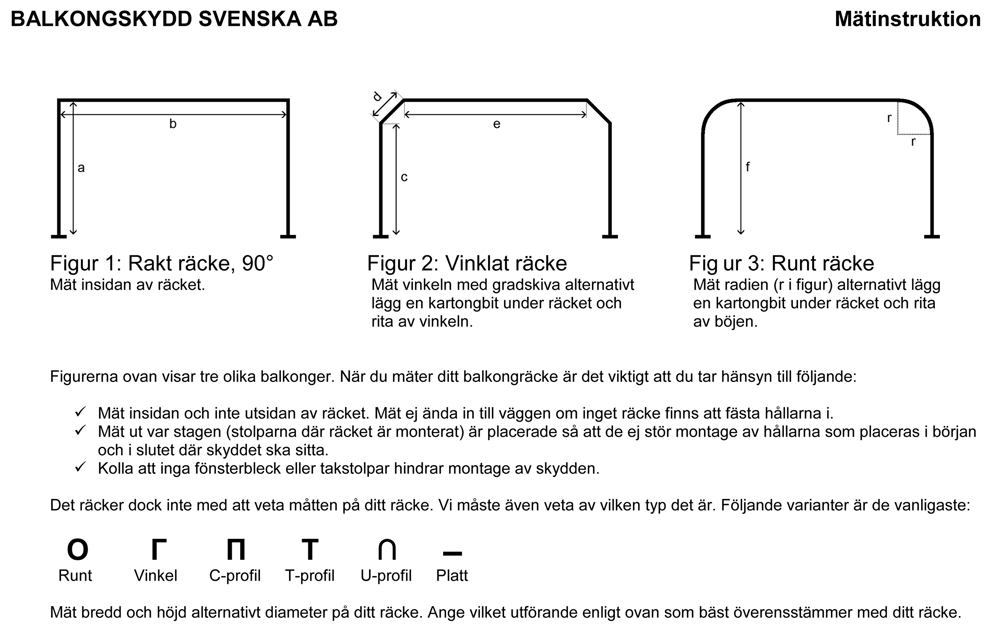 BALKONGSKYDD SVENSKA AB Mätinstruktion
d
b e r
r
a c f
Figur 1: Rakt räcke, 90° Figur 2: Vinklat räcke Fig ur 3: Runt räcke
Mät insidan av räcket. Mät vinkeln med gradskiva alternativt Mät radien (r i figur) alternativt lägg
lägg en kartongbit under räcket och en kartongbit under räcket och rita
rita av vinkeln. av böjen.
Figurerna ovan visar tre olika balkonger. När du mäter ditt balkongräcke är det viktigt att du tar hänsyn till följande:
✓ Mät insidan och inte utsidan av räcket. Mät ej ända in till väggen om inget räcke finns att fästa hållarna i.
✓ Mät ut var stagen (stolparna där räcket är monterat) är placerade så att de ej stör montage av hållarna som placeras i början
och i slutet där skyddet ska sitta.
✓ Kolla att inga fönsterbleck eller takstolpar hindrar montage av skydden.
Det räcker dock inte med att veta måtten på ditt räcke. Vi måste även veta av vilken typ det är. Följande varianter är de vanligaste:
Runt Vinkel C-profil T-profil U-profil Platt
Mät bredd och höjd alternativt diameter på ditt räcke. Ange vilket utförande enligt ovan som bäst överensstämmer med ditt räcke.